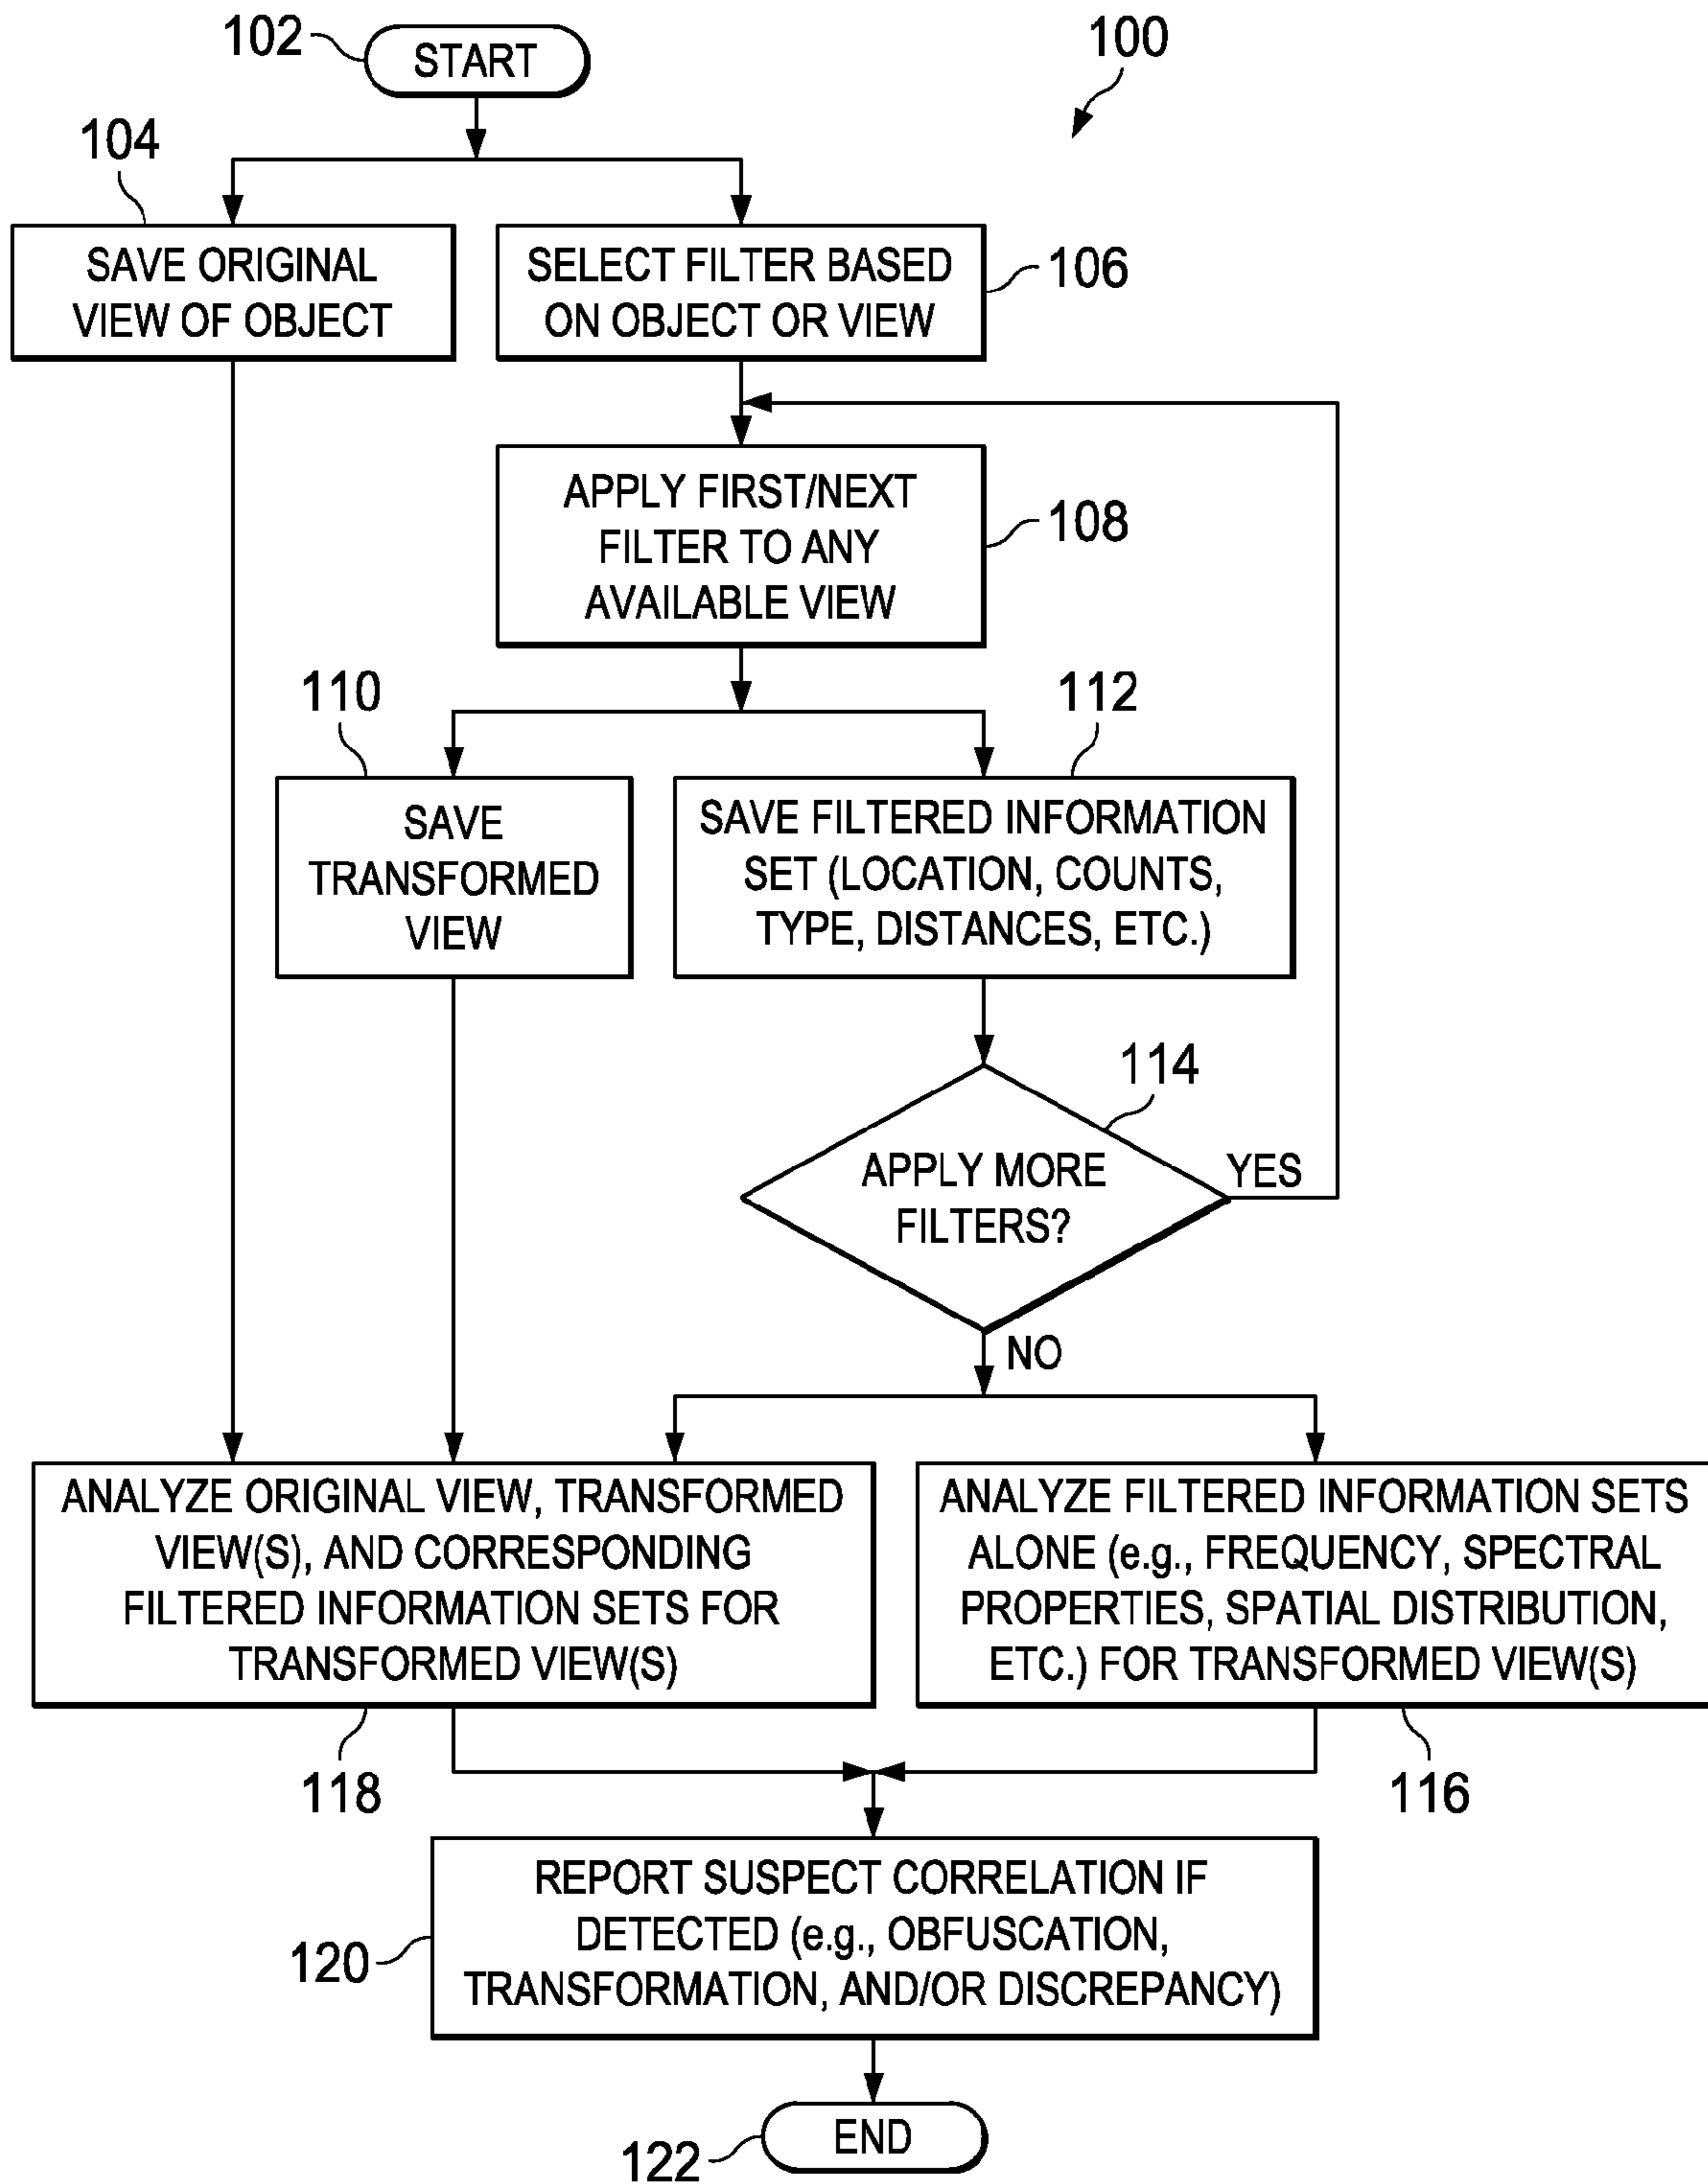 102
START
100
104
SAVE ORIGINAL
VIEW OF OBJECT
SELECT FILTER BASED
ON OBJECT OR VIEW
106
APPLY FIRST/NEXT
FILTER TO ANY
AVAILABLE VIEW
108
110
SAVE
TRANSFORMED
VIEW
112
SAVE FILTERED INFORMATION
SET (LOCATION, COUNTS,
TYPE, DISTANCES, ETC.)
114
APPLY MORE
FILTERS?
YES
NO
ANALYZE ORIGINAL VIEW, TRANSFORMED
VIEW(S), AND CORRESPONDING
FILTERED INFORMATION SETS FOR
TRANSFORMED VIEW(S)
118
ANALYZE FILTERED INFORMATION SETS
ALONE (e.g., FREQUENCY, SPECTRAL
PROPERTIES, SPATIAL DISTRIBUTION,
ETC.) FOR TRANSFORMED VIEW(S)
116
REPORT SUSPECT CORRELATION IF
DETECTED (e.g., OBFUSCATION,
TRANSFORMATION, AND/OR DISCREPANCY)
120
END
122